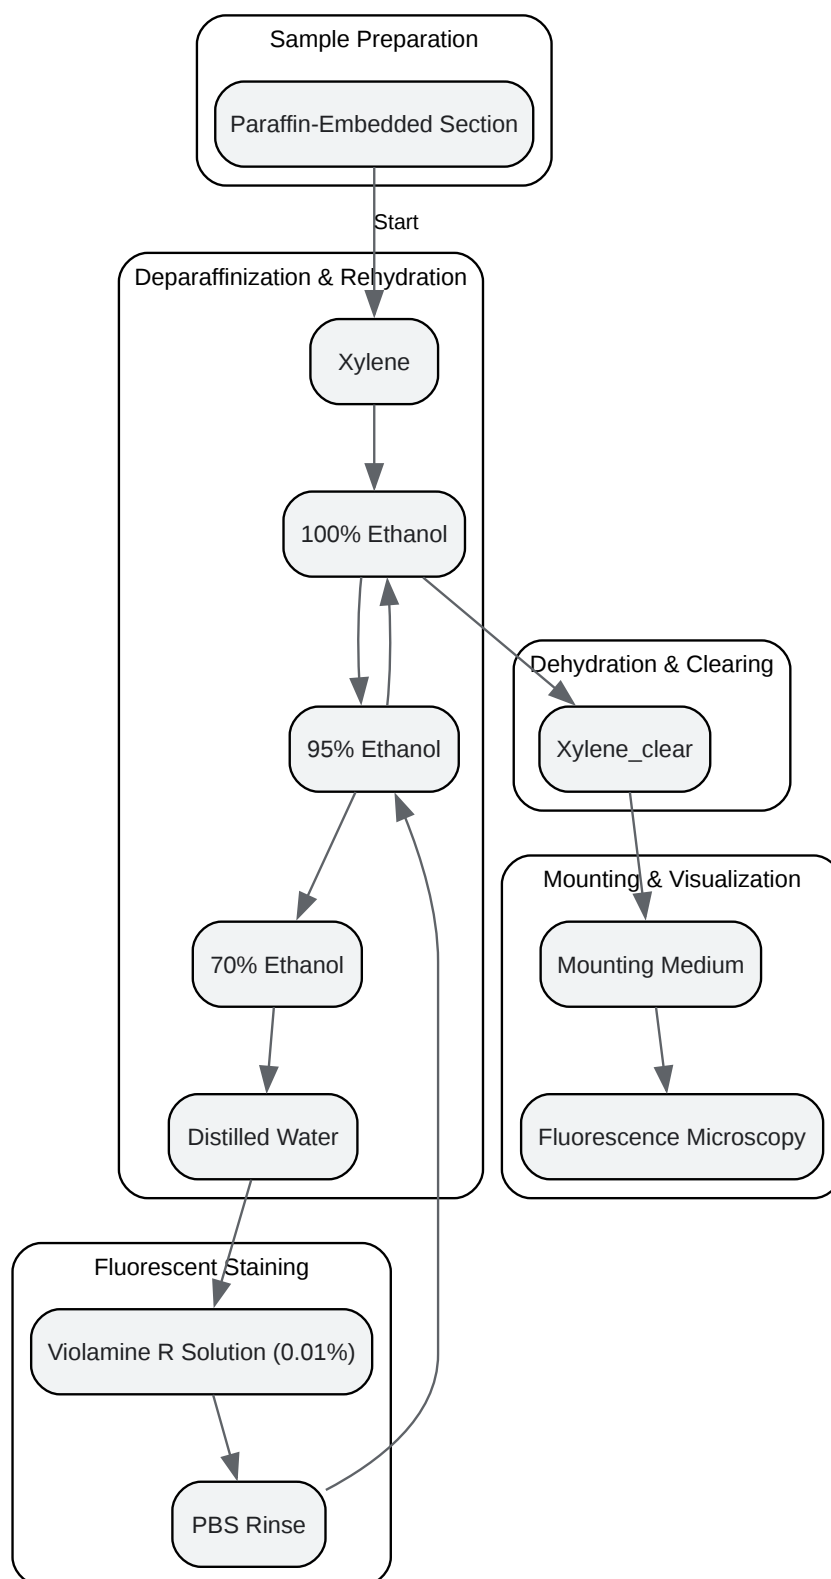 Sample Preparation
Paraffin-Embedded Section
Start
Deparaffinization & Rehydration
Xylene
100% Ethanol
95% Ethanol
70% Ethanol
Distilled Water
Dehydration & Clearing
Xylene_clear
Mounting & Visualization
Mounting Medium
Fluorescence Microscopy
Fluorescent Staining
Violamine R Solution (0.01%)
PBS Rinse